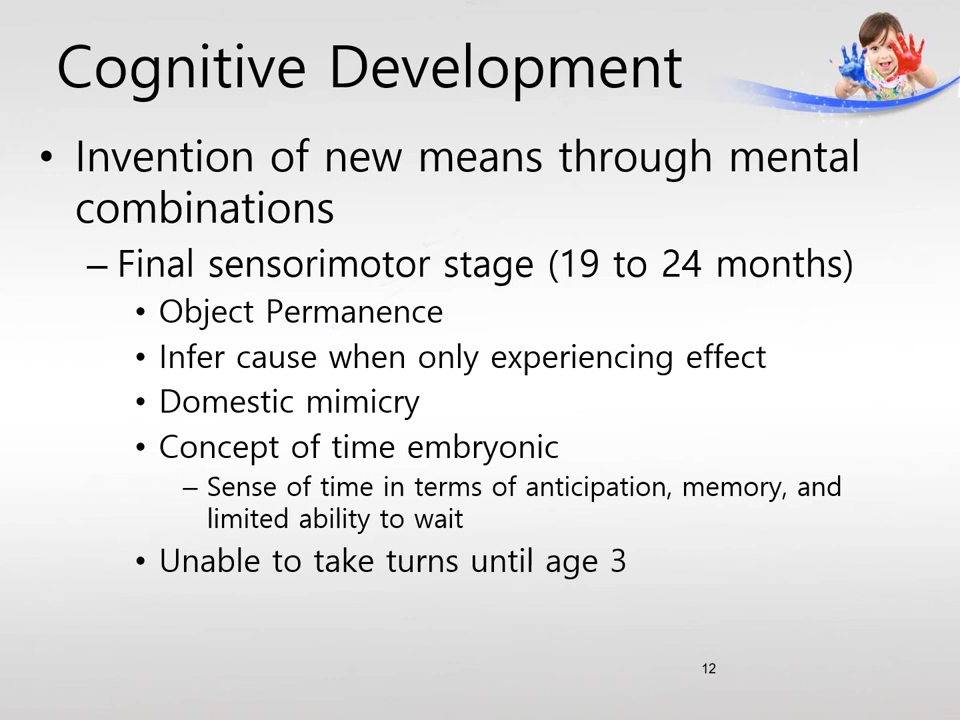 Cognitive Development
• Invention of new means through mental
combinations
– Final sensorimotor stage (19 to 24 months)
• Object Permanence
• Infer cause when only experiencing effect
• Domestic mimicry
• Concept of time embryonic
– Sense of time in terms of anticipation, memory, and
limited ability to wait
• Unable to take turns until age 3
12